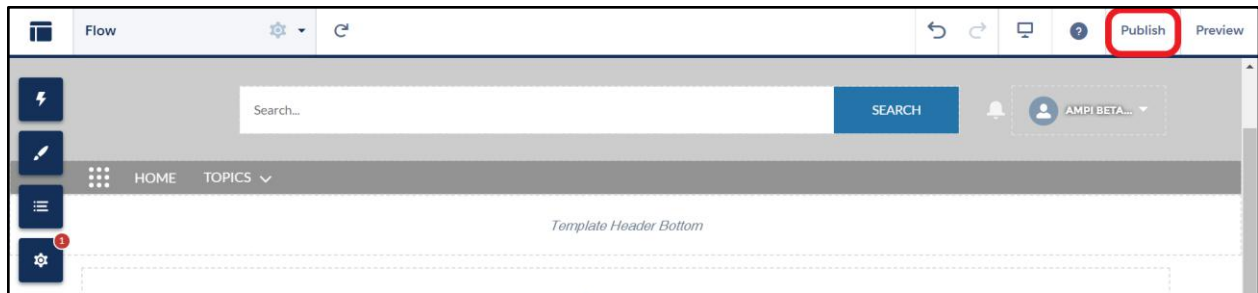 Flow
? Publish Preview
Search...
SEARCH
AMPI BETA...
HOME TOPICS
Template Header Bottom
1